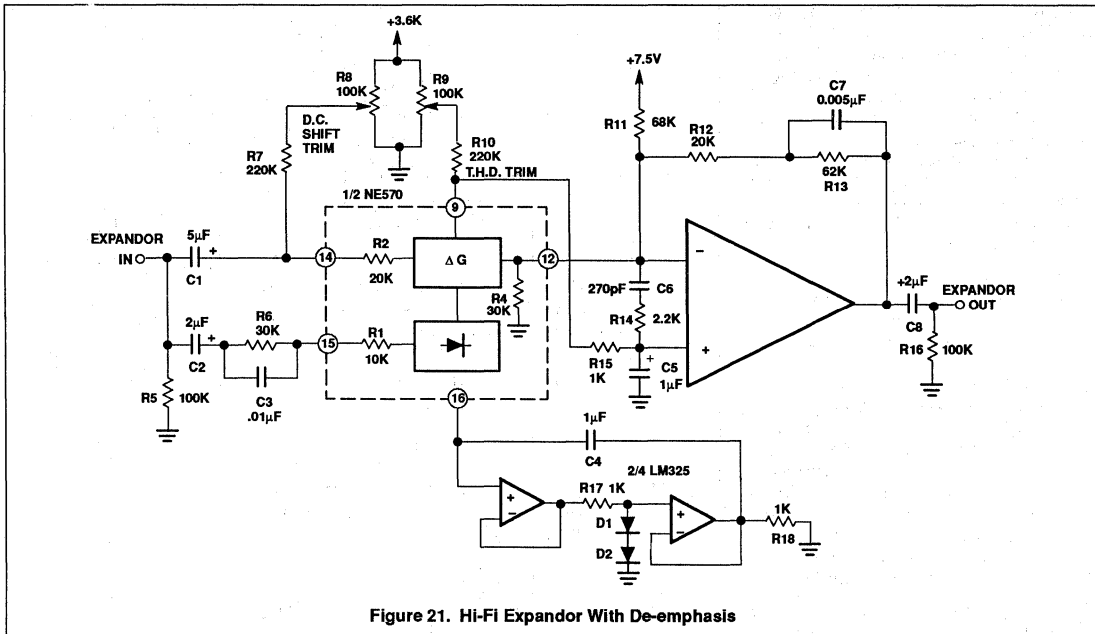 +3.6K
+7.5V
R8
100K
R9
100K
C7
0.005μF
D.C.
SHIFT
TRIM
R11
68K
R12
20K
R7
220K
R10
220K
T.H.D. TRIM
62K
R13
1/2 NE570
9
EXPANDOR
IN
5μF
+
C1
14
R2
20K
ΔG
12
R4
30K
270pF
C6
R14
2.2K
−
+
+2μF
C8
EXPANDOR
OUT
R16
100K
2μF
+
C2
R6
30K
15
R1
10K
R15
1K
+
C5
1μF
R5
100K
C3
.01μF
16
1μF
C4
2/4 LM325
+
−
R17 1K
D1
D2
+
−
1K
R18
Figure 21. Hi-Fi Expandor With De-emphasis